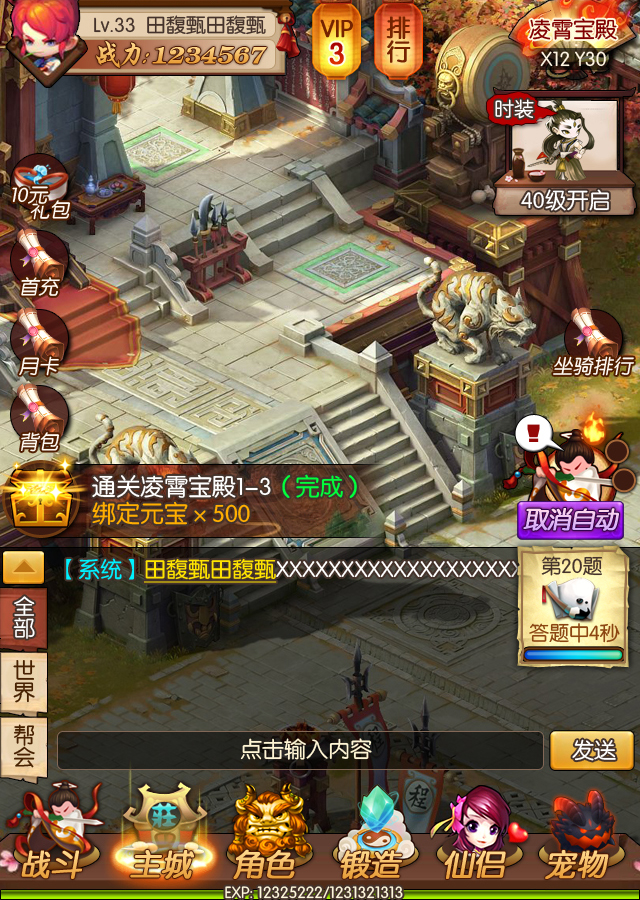 Lv.33 田馥甄田馥甄
战力:1234567
VIP
3
排行
凌霄宝殿
X12 Y30
时装
40级开启
10元
礼包
首充
月卡
背包
坐骑排行
通关凌霄宝殿1-3（完成）
绑定元宝×500
取消自动
【系统】田馥甄田馥甄XXXXXXXXXXXXXXXXXX
第20题
答题中4秒
全部
世界
帮会
点击输入内容
发送
莊
程
战斗
主城
角色
锻造
仙侣
宠物
EXP: 12325222/1231321313